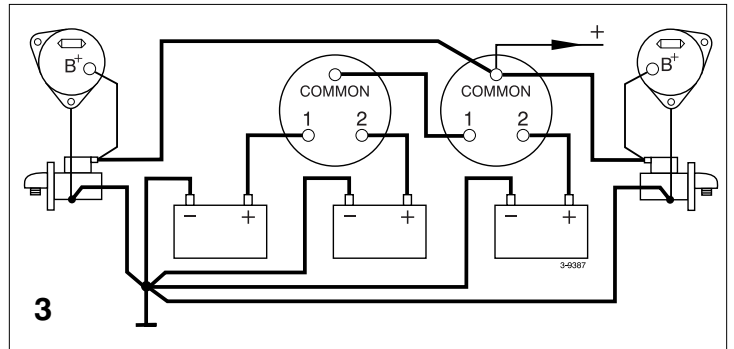 +
B+
B+
COMMON
COMMON
1 2
1 2
− +
− +
− +
3-9387
3